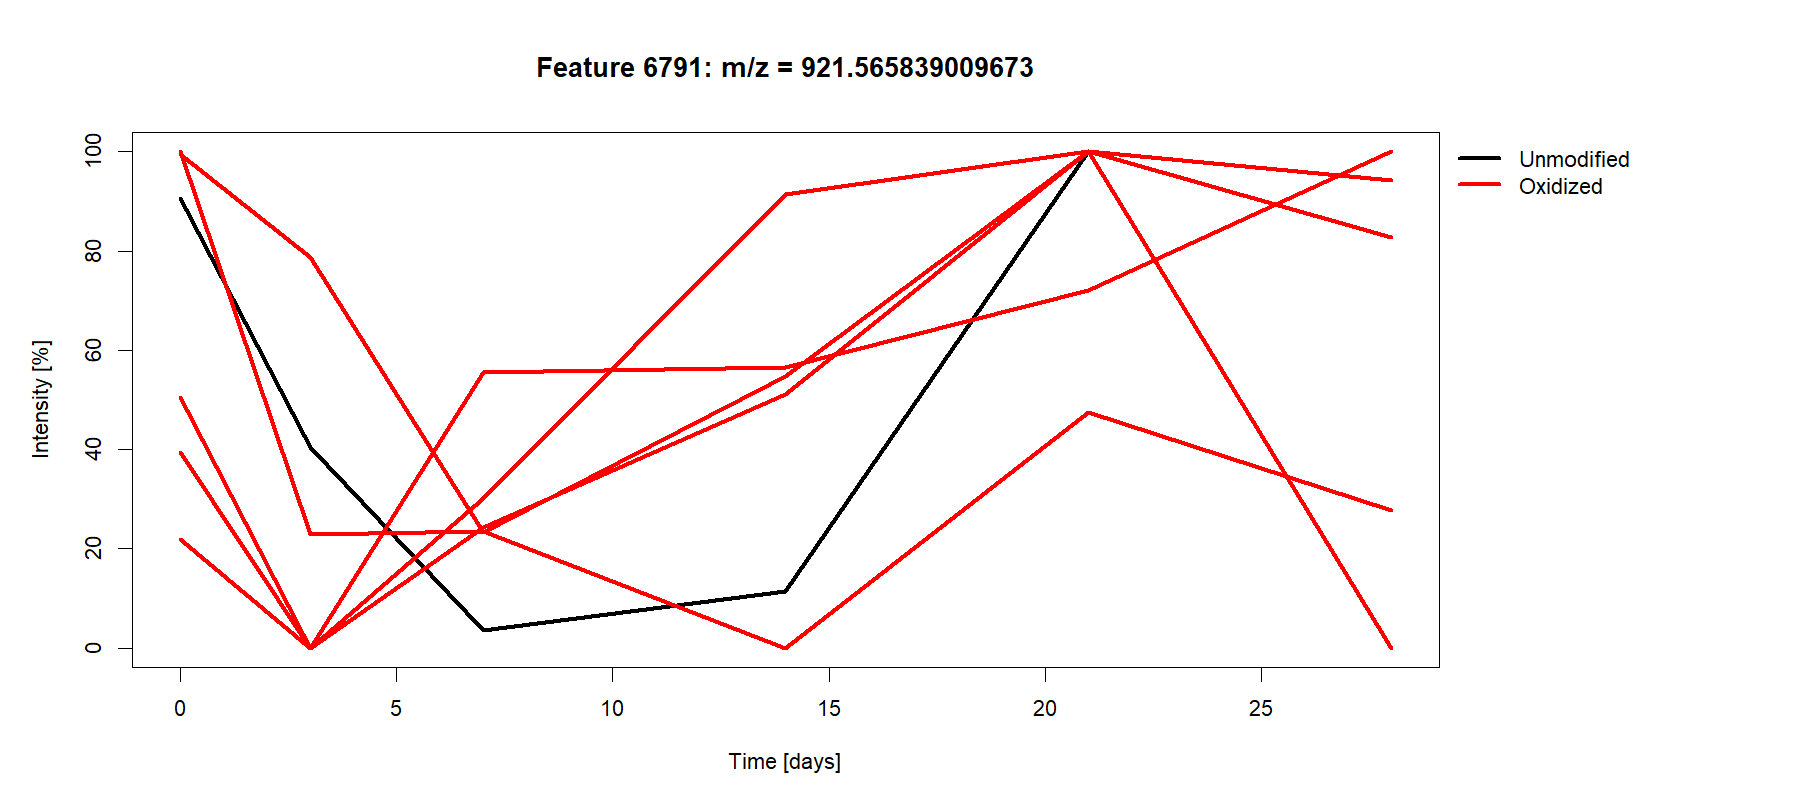 Feature 6791: m/z = 921.565839009673
Unmodified
Oxidized
Intensity [%]
100
80
60
40
20
0
0 5 10 15 20 25
Time [days]